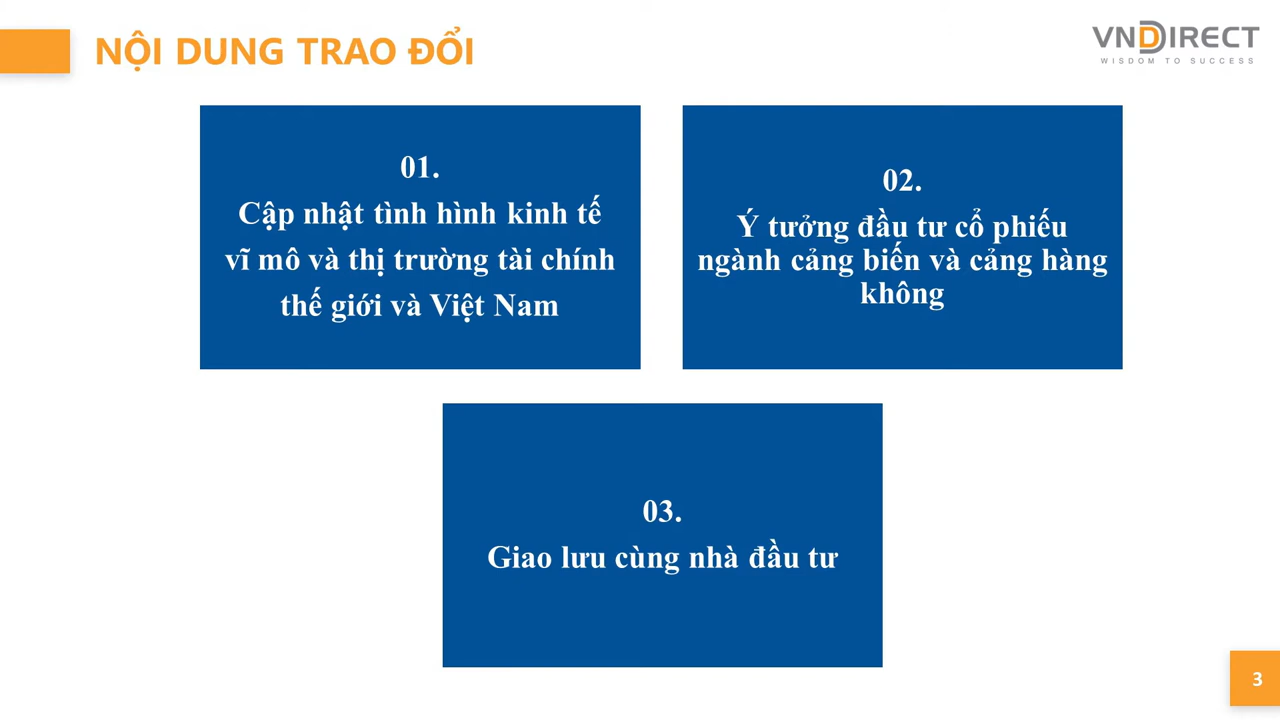 NỘI DUNG TRAO ĐỔI
VNDIRECT
WISDOM TO SUCCESS
01.
Cập nhật tình hình kinh tế
vĩ mô và thị trường tài chính
thế giới và Việt Nam
02.
Ý tưởng đầu tư cổ phiếu
ngành cảng biến và cảng hàng
không
03.
Giao lưu cùng nhà đầu tư
3